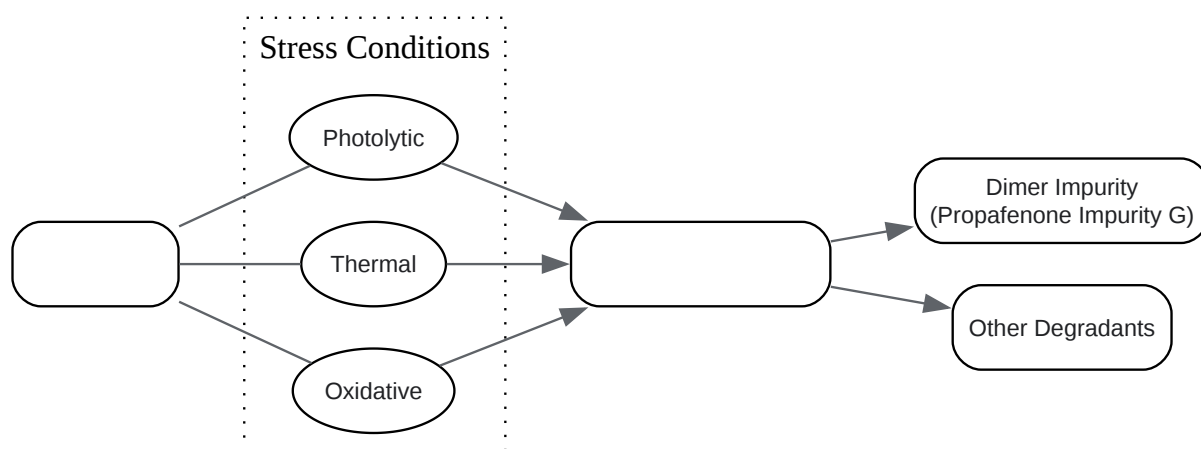 Stress Conditions
Photolytic
Thermal
Oxidative
Dimer Impurity
(Propafenone Impurity G)
Other Degradants